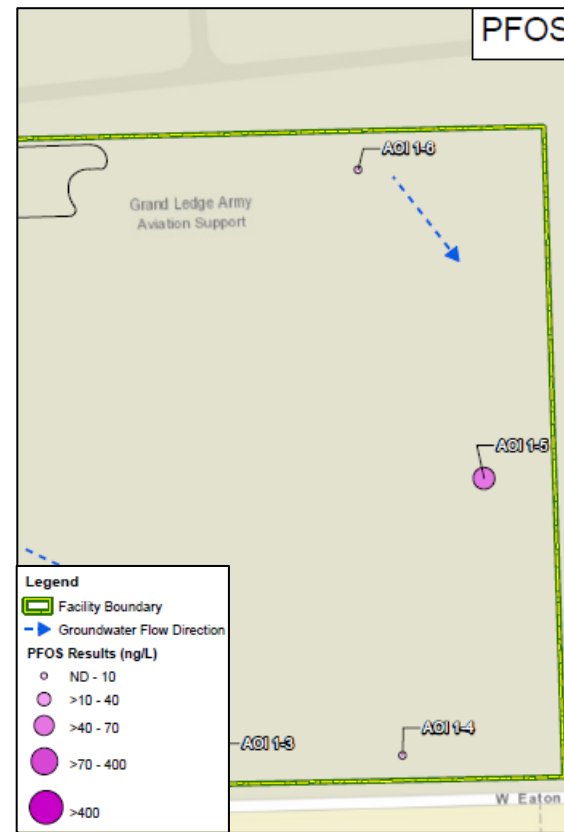 PFOS
AOI 1-6
Grand Ledge Army
Aviation Support
AOI 1-5
Legend
Facility Boundary
Groundwater Flow Direction
PFOS Results (ng/L)
ND - 10
>10 - 40
>40 - 70
>70 - 400
>400
AOI 1-3
AOI 1-4
W Eaton